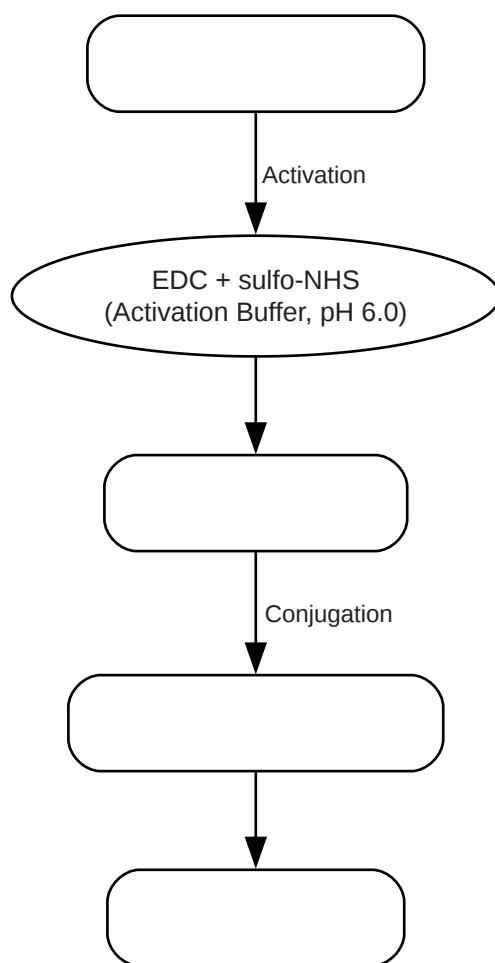 Activation
EDC + sulfo-NHS
(Activation Buffer, pH 6.0)
Conjugation